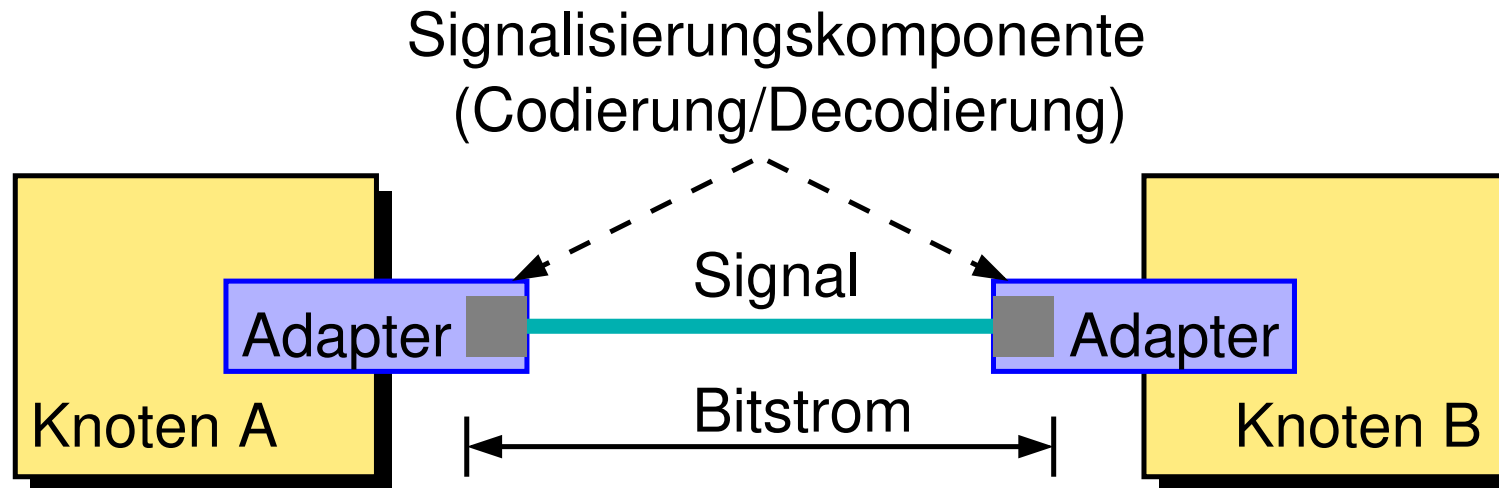 Signalisierungskomponente
(Codierung/Decodierung)
Signal
Adapter
Adapter
Bitstrom
Knoten A
Knoten B